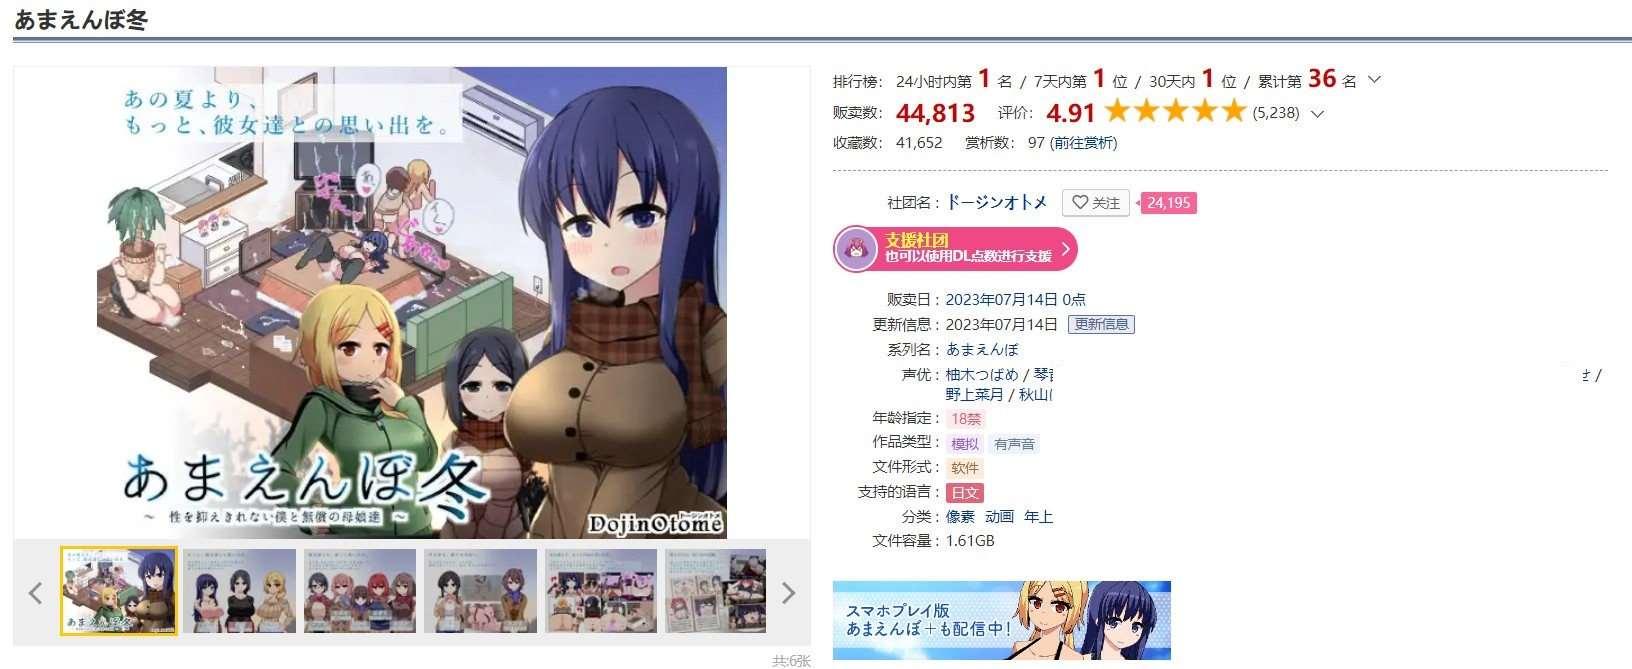 あまえんぼ冬
あの夏より、
もっと、彼女達との思い出を。
あまえんぼ冬
～ 性を抑えきれない僕と無償の母娘達 ～
ドージンオトメ
DojinOtome
共:6张
排行榜: 24小时内第 1 名 / 7天内第 1 位 / 30天内 1 位 / 累计第 36 名
贩卖数: 44,813 评价: 4.91 (5,238)
收藏数: 41,652 赏析数: 97 (前往赏析)
社团名 : ドージンオトメ 关注 24,195
支援社团
也可以使用DL点数进行支援
贩卖日 : 2023年07月14日 0点
更新信息 : 2023年07月14日 更新信息
系列名 : あまえんぼ
声优 : 柚木つばめ / 琴 せ /
野上菜月 / 秋山
年龄指定 : 18禁
作品类型 : 模拟 有声音
文件形式 : 软件
支持的语言 : 日文
分类 : 像素 动画 年上
文件容量 : 1.61GB
スマホプレイ版
あまえんぼ＋も配信中!